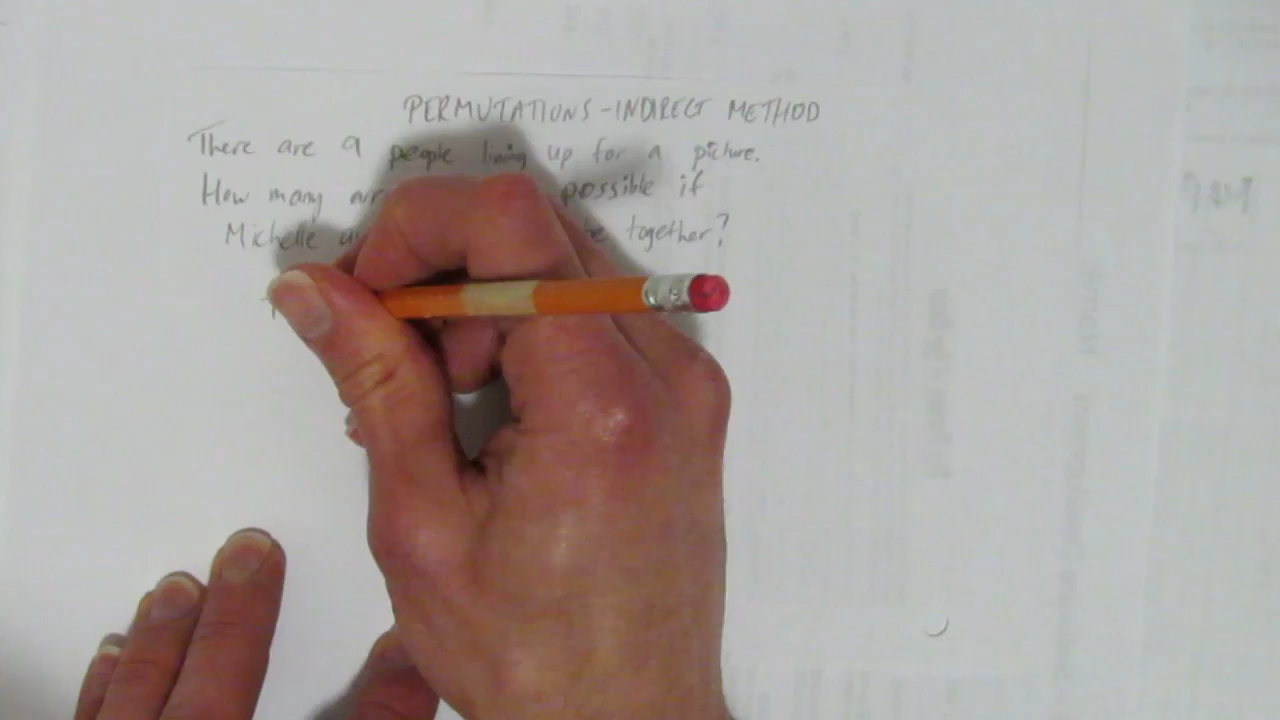 PERMUTATIONS - INDIRECT METHOD
There are 9 people lining up for a picture.
How many possible if
Michelle together?